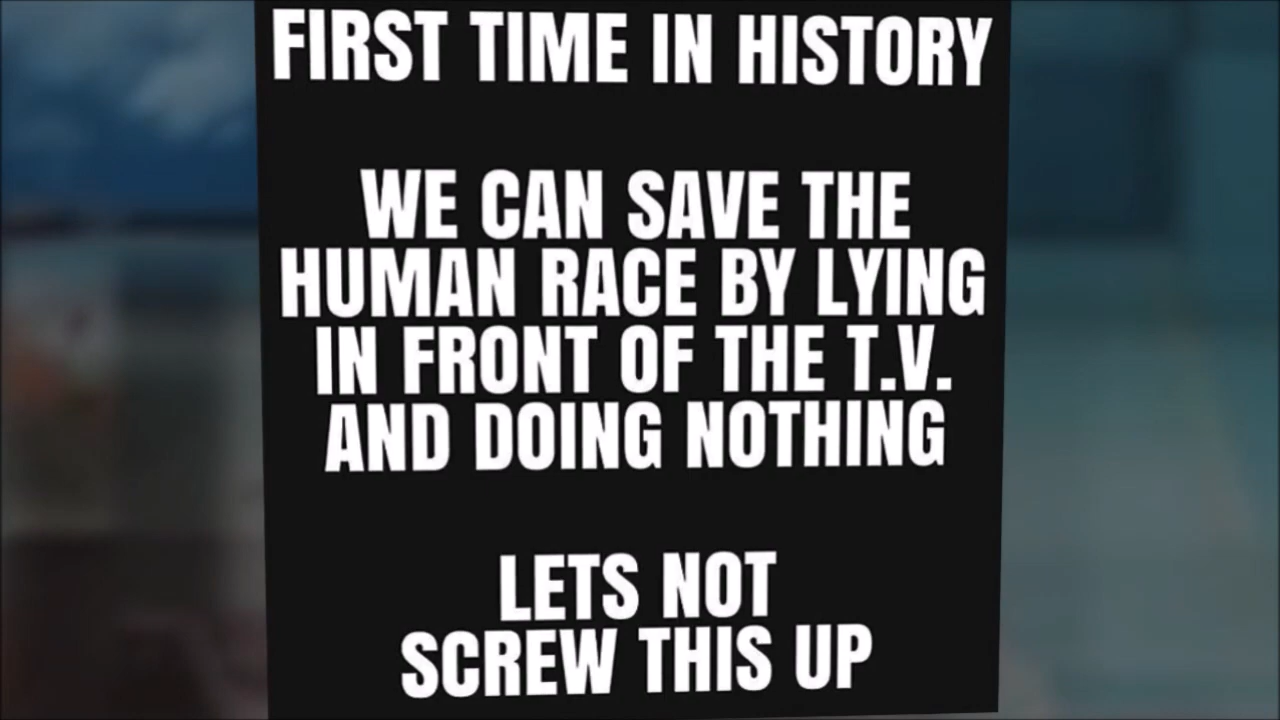 FIRST TIME IN HISTORY
WE CAN SAVE THE
HUMAN RACE BY LYING
IN FRONT OF THE T.V.
AND DOING NOTHING
LETS NOT
SCREW THIS UP